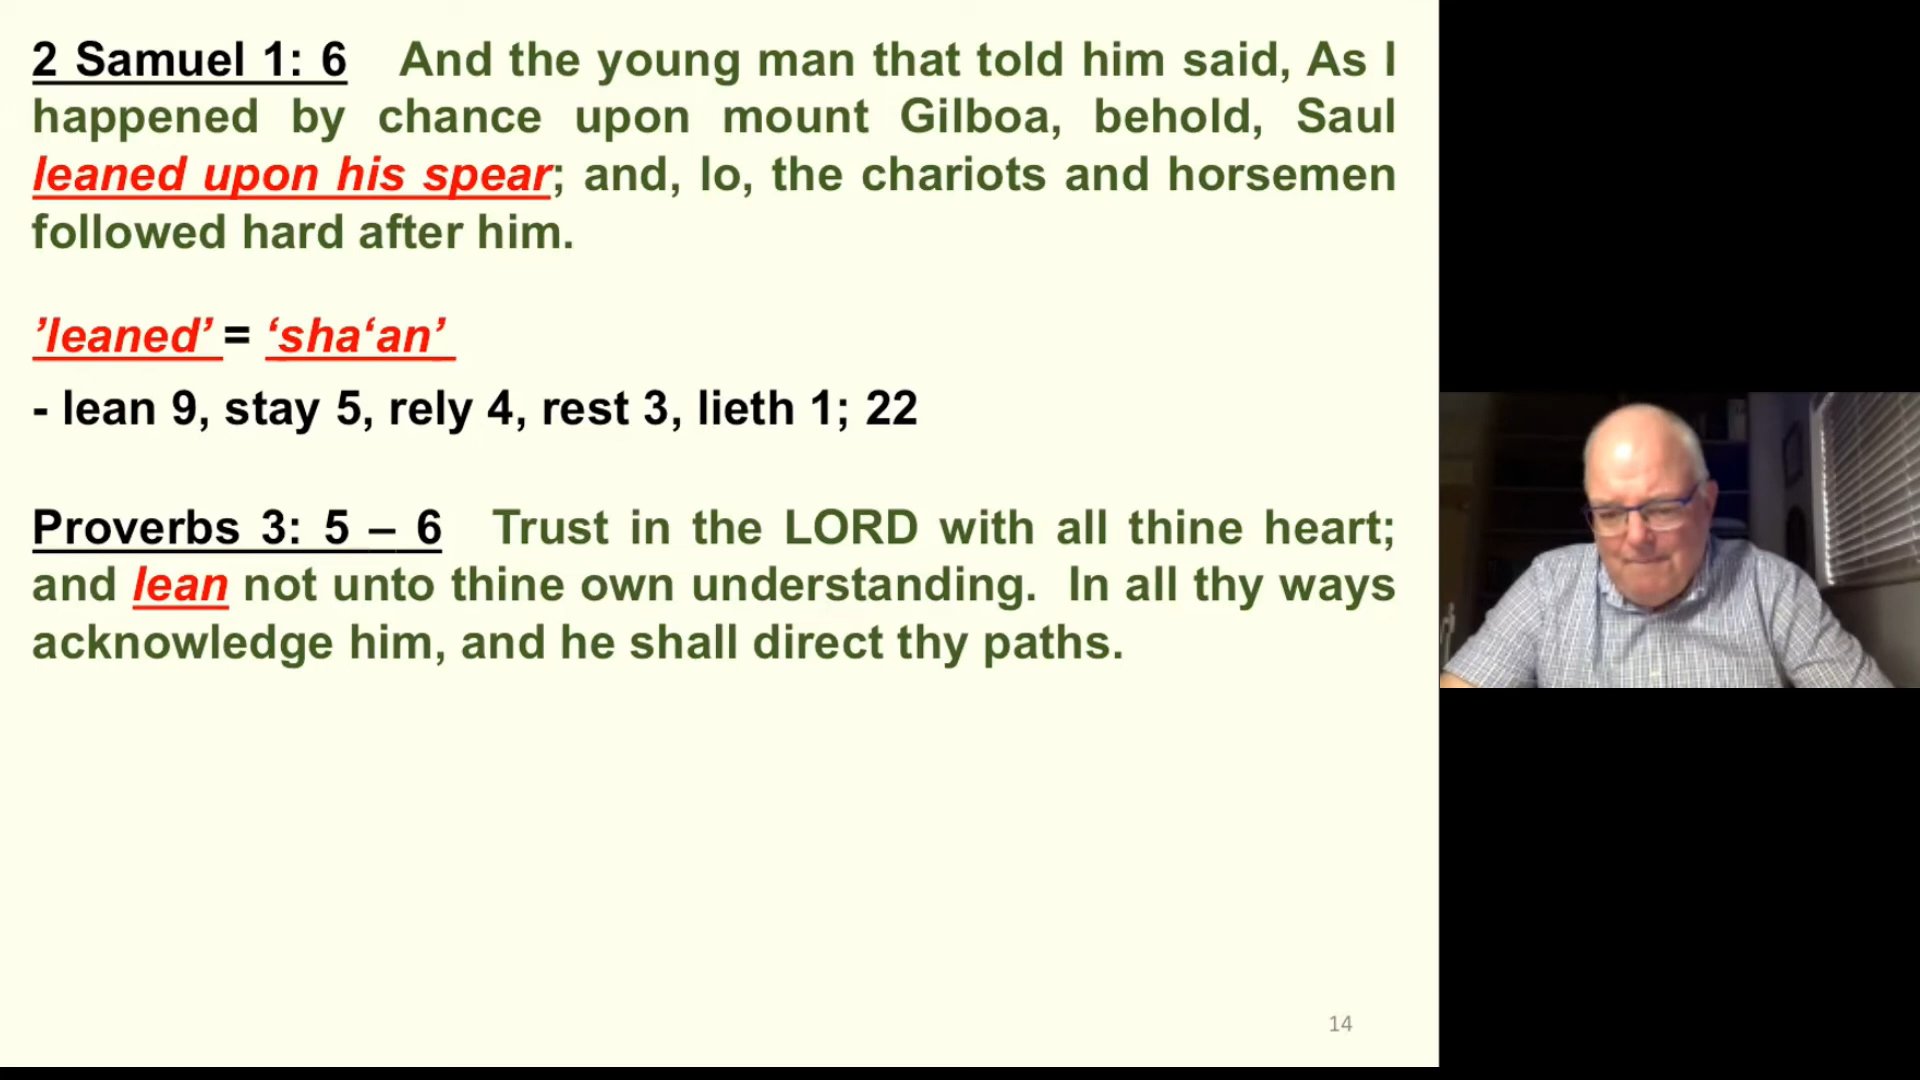 2 Samuel 1: 6 And the young man that told him said, As I
happened by chance upon mount Gilboa, behold, Saul
leaned upon his spear; and, lo, the chariots and horsemen
followed hard after him.
’leaned’ = ‘sha‘an’
- lean 9, stay 5, rely 4, rest 3, lieth 1; 22
Proverbs 3: 5 – 6 Trust in the LORD with all thine heart;
and lean not unto thine own understanding. In all thy ways
acknowledge him, and he shall direct thy paths.
14